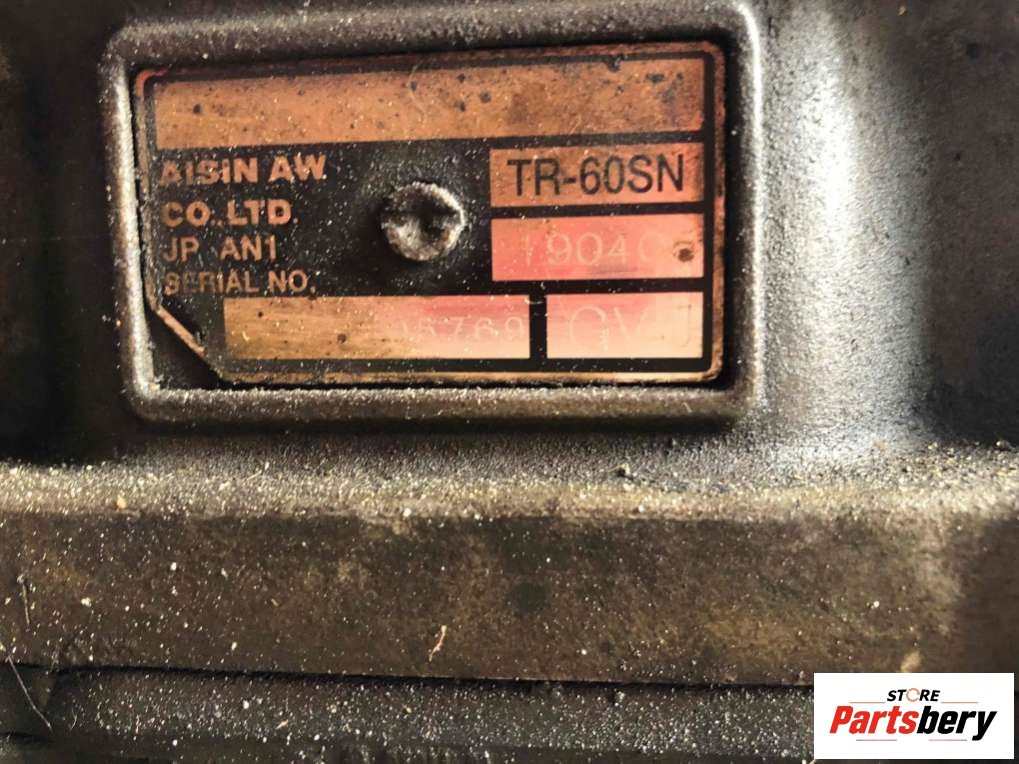 AISIN AW
CO.,LTD.
JP AN1
SERIAL NO.
TR-60SN
STORE
Partsbery